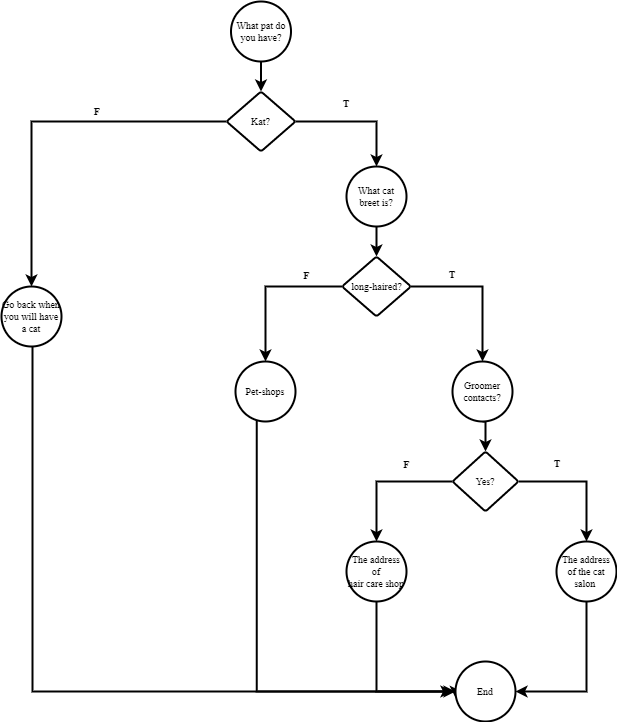 What pat do
you have?
F
T
Kat?
What cat
breet is?
F
T
long-haired?
Go back when
you will have
a cat
Pet-shops
Groomer
contacts?
F
T
Yes?
The address
of
hair care shop
The address
of the cat
salon
End